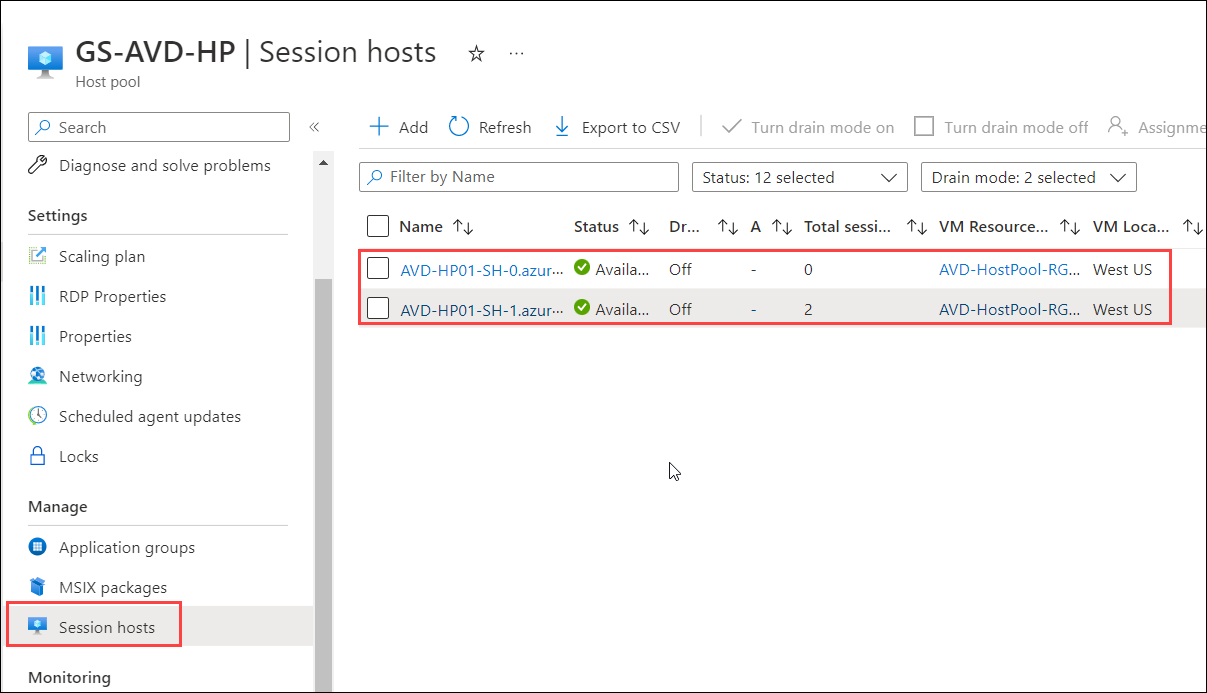 GS-AVD-HP | Session hosts
Host pool
Search
Diagnose and solve problems
Settings
Scaling plan
RDP Properties
Properties
Networking
Scheduled agent updates
Locks
Manage
Application groups
MSIX packages
Session hosts
Monitoring
Add Refresh Export to CSV Turn drain mode on Turn drain mode off Assignme
Filter by Name Status: 12 selected Drain mode: 2 selected
Name Status Dr... A Total sessi... VM Resource... VM Loca...
AVD-HP01-SH-0.azur... Availa... Off - 0 AVD-HostPool-RG... West US
AVD-HP01-SH-1.azur... Availa... Off - 2 AVD-HostPool-RG... West US